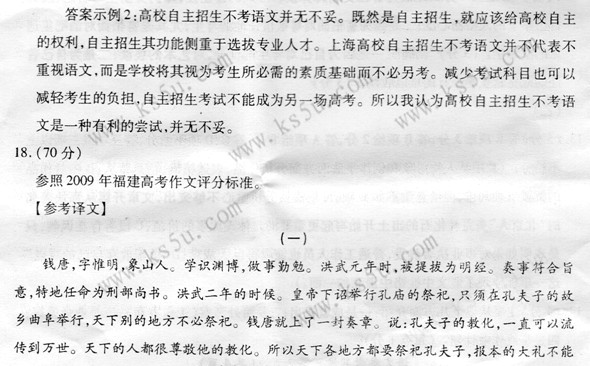 答案示例2:高校自主招生不考语文并无不妥。既然是自主招生,就应该给高校自主
的权利,自主招生其功能侧重于选拔专业人才。上海高校自主招生不考语文并不代表不
重视语文,而是学校将其视为考生所必需的素质基础而不必另考。减少考试科目也可以
减轻考生的负担,自主招生考试不能成为另一场高考。所以我认为高校自主招生不考语
文是一种有利的尝试,并无不妥。
18.(70分)
参照2009年福建高考作文评分标准。
【参考译文】
(一)
钱唐,字惟明,象山人。学识渊博,做事勤勉。洪武元年时,被提拔为明经。奏事符合旨
意,特地任命为刑部尚书。洪武二年的时候。皇帝下诏举行孔庙的祭祀,只须在孔夫子的故
乡曲阜举行,天下别的地方不必祭祀。钱唐就上了一封奏章。说:孔夫子的教化,一直可以流
传到万世。天下的人都很尊敬他的教化。所以天下各地方都要祭祀孔夫子,报本的大礼不能
www.ks5u.com
www.ks5u.com
www.ks5u.com